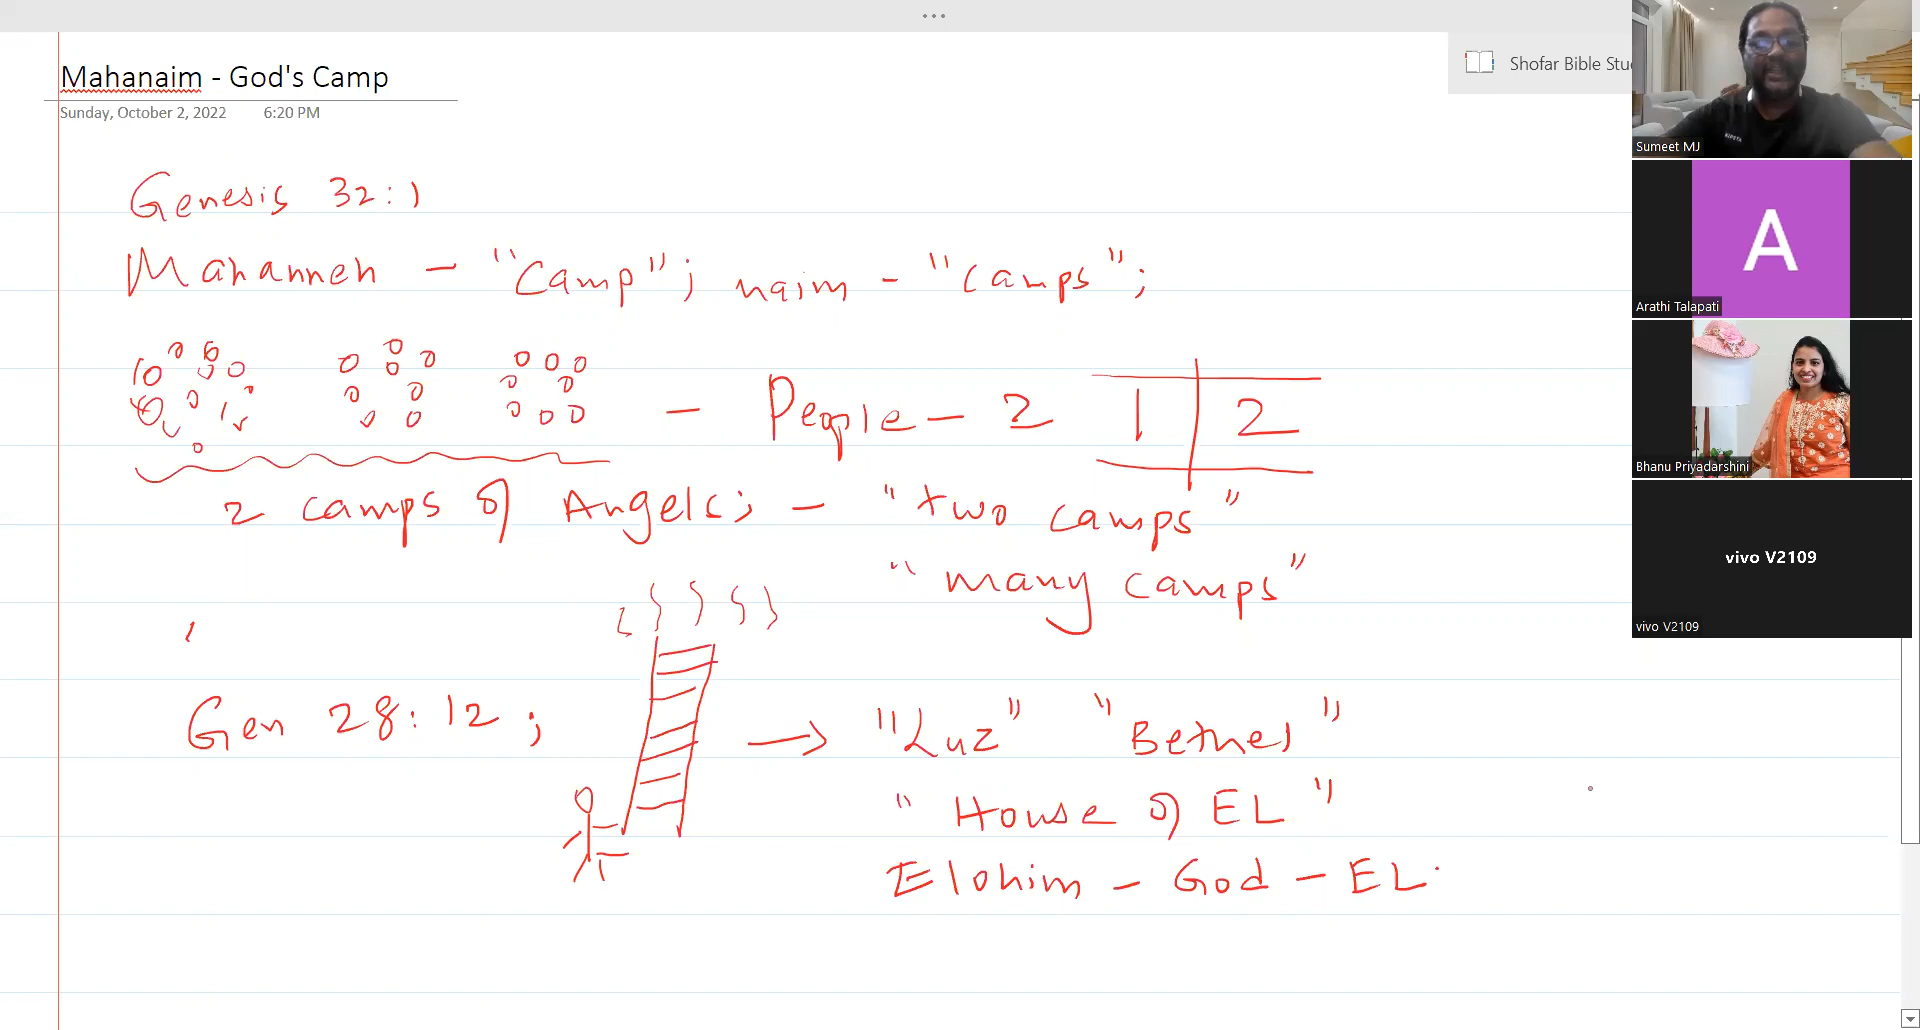 Mahanaim - God's Camp
Sunday, October 2, 2022 6:20 PM
Shofar Bible Stu
Genesis 32:1
Mahanneh - "Camp"; naim - "camps";
- People - 2 1 2
2 camps of Angels; - "two camps"
"many camps"
Gen 28:12; → "Luz" "Bethel"
"House of EL"
Elohim - God - EL.
Sumeet MJ
A
Arathi Talapati
Bhanu Priyadarshini
vivo V2109
vivo V2109